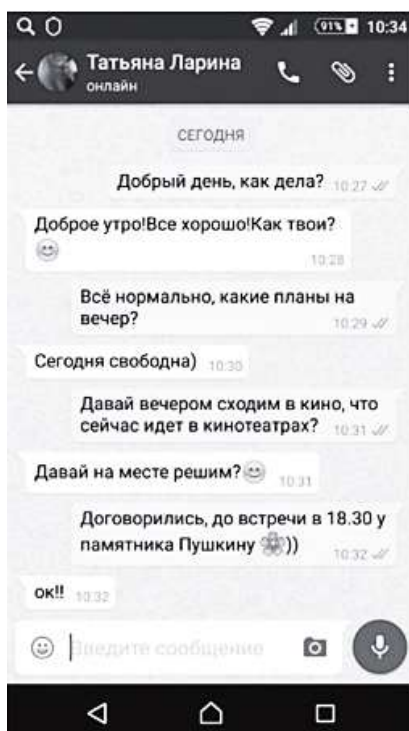 91% 10:34
Татьяна Ларина
онлайн
СЕГОДНЯ
Добрый день, как дела? 10:27
Доброе утро!Все хорошо!Как твои?
10:28
Всё нормально, какие планы на
вечер? 10:29
Сегодня свободна) 10:30
Давай вечером сходим в кино, что
сейчас идет в кинотеатрах? 10:31
Давай на месте решим? 10:31
Договорились, до встречи в 18.30 у
памятника Пушкину )) 10:32
ок!! 10:32
Введите сообщение